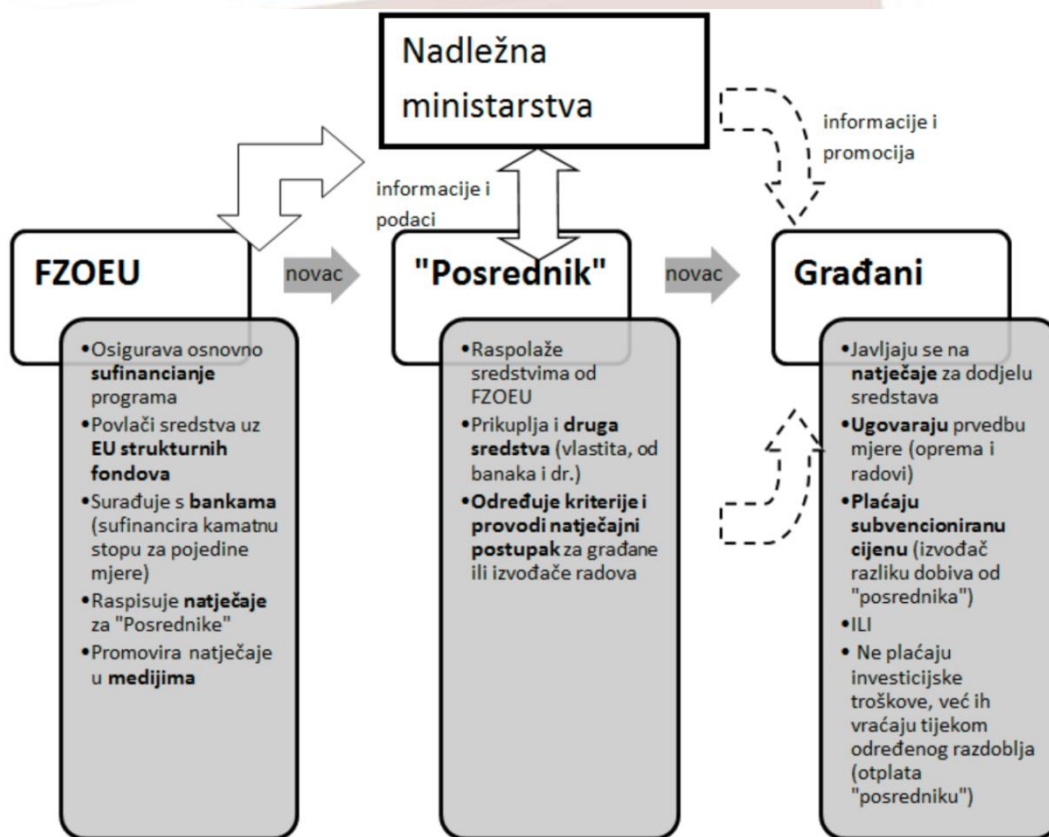 Nadležna
ministarstva
informacije i
promocija
informacije i
podaci
FZOEU
novac
"Posrednik"
novac
Građani
•Osigurava osnovno
sufinancianje
programa
•Povlači sredstva uz
EU strukturnih
fondova
•Surađuje s bankama
(sufinancira kamatnu
stopu za pojedine
mjere)
•Raspisuje natječaje
za "Posrednike"
•Promovira natječaje
u medijima
•Raspolaže
sredstvima od
FZOEU
•Prikuplja i druga
sredstva (vlastita, od
banaka i dr.)
•Određuje kriterije i
provodi natječajni
postupak za građane
ili izvođače radova
•Javljaju se na
natječaje za dodjelu
sredstava
•Ugovaraju prvedbu
mjere (oprema i
radovi)
•Plaćaju
subvencioniranu
cijenu (izvođač
razliku dobiva od
"posrednika")
•ILI
• Ne plaćaju
investicijske
troškove, već ih
vraćaju tijekom
određenog razdoblja
(otplata
"posredniku")